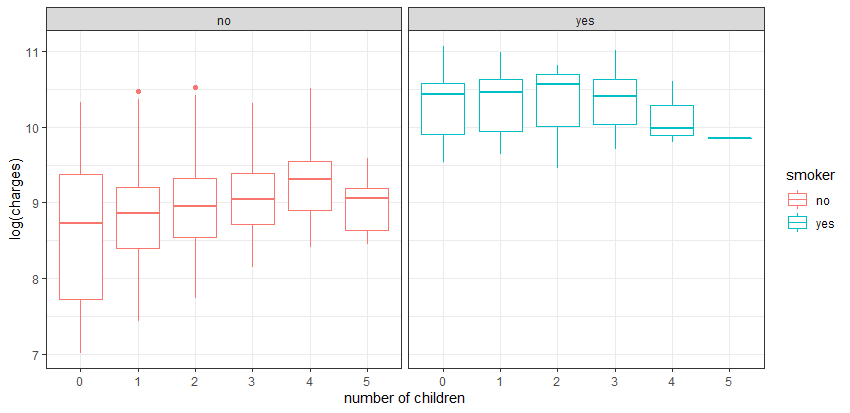 no
yes
log(charges)
11
10
9
8
7
0 1 2 3 4 5
0 1 2 3 4 5
number of children
smoker
no
yes